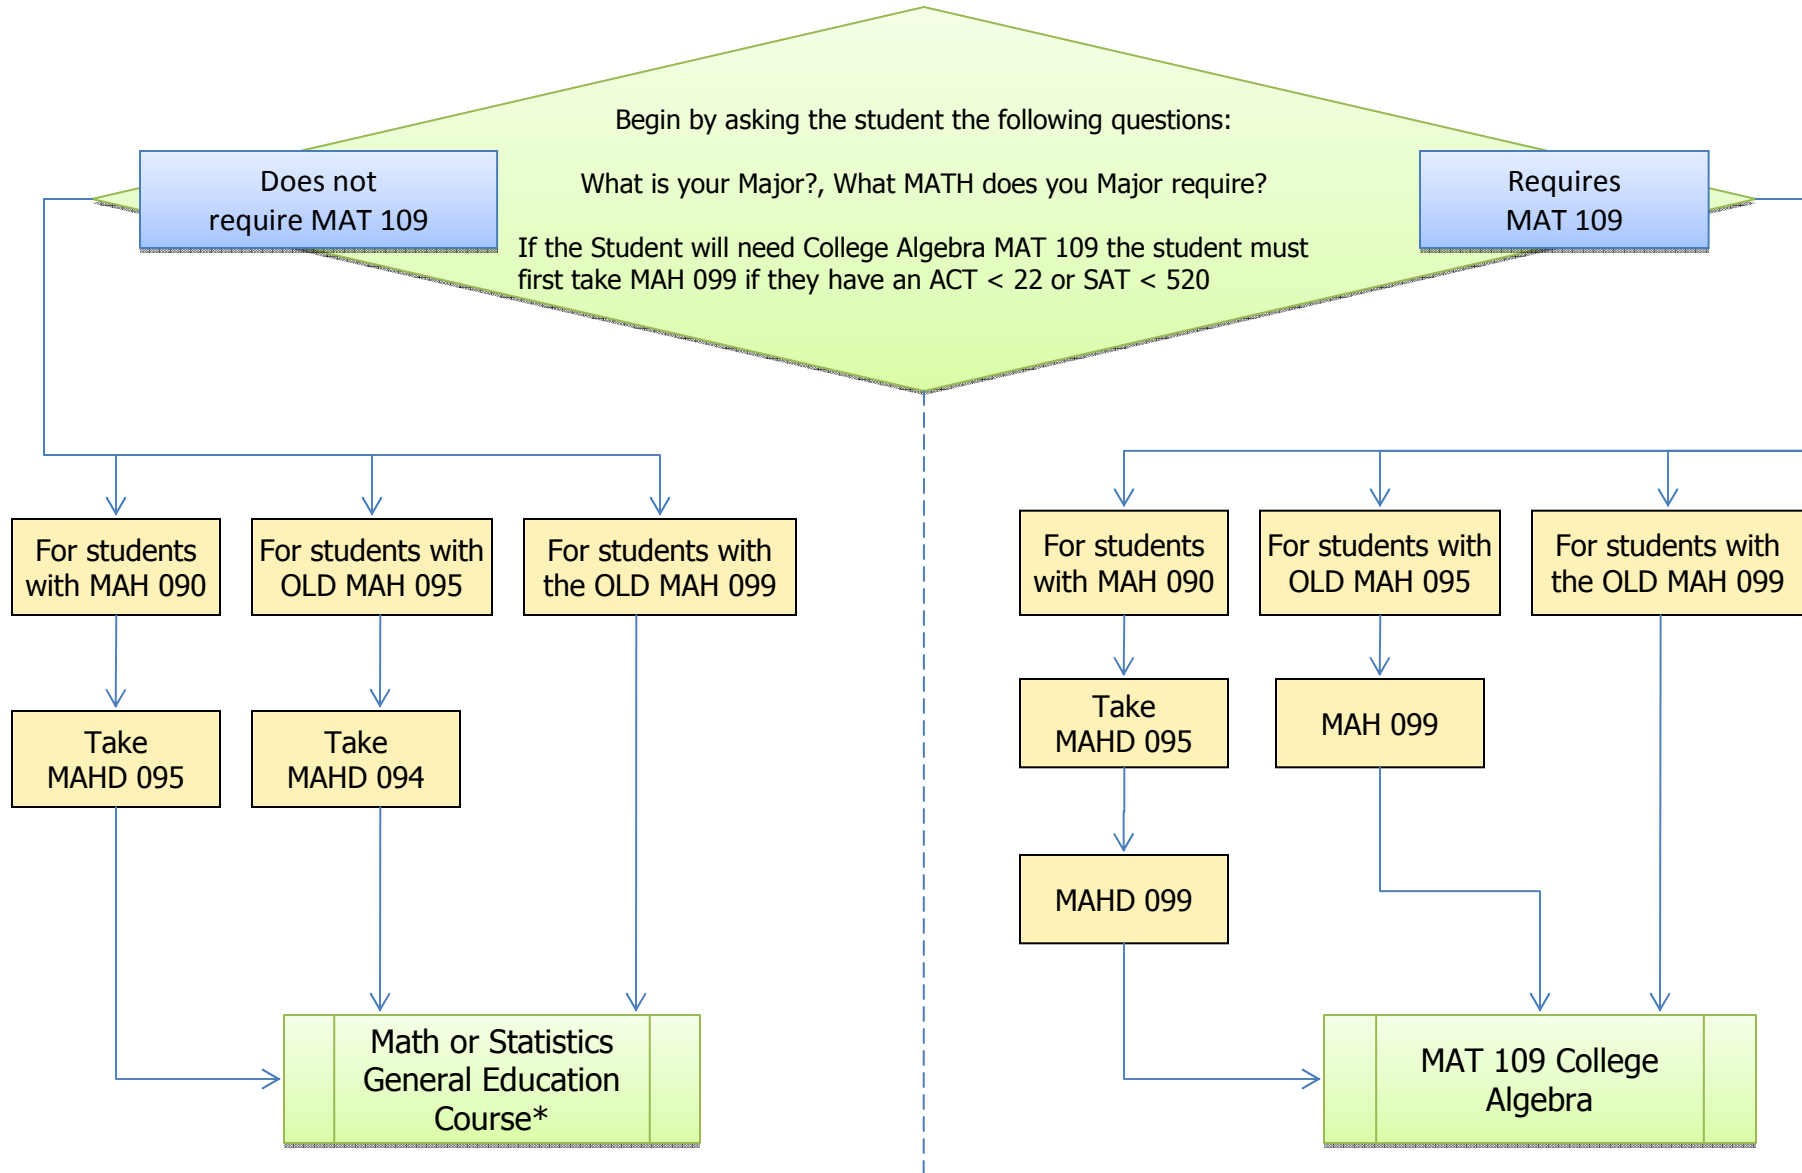 Begin by asking the student the following questions:
What is your Major?, What MATH does you Major require?
If the Student will need College Algebra MAT 109 the student must
first take MAH 099 if they have an ACT < 22 or SAT < 520
Does not
require MAT 109
Requires
MAT 109
For students
with MAH 090
For students with
OLD MAH 095
For students with
the OLD MAH 099
Take
MAHD 095
Take
MAHD 094
Math or Statistics
General Education
Course*
For students
with MAH 090
For students with
OLD MAH 095
For students with
the OLD MAH 099
Take
MAHD 095
MAH 099
MAHD 099
MAT 109 College
Algebra